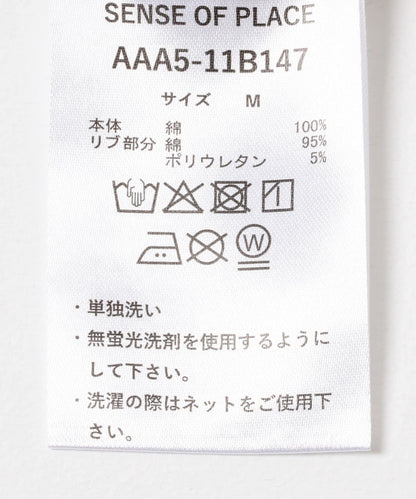 SENSE OF PLACE
AAA5-11B147
サイズ M
本体 綿 100%
リブ部分 綿 95%
ポリウレタン 5%
W
・単独洗い
・無蛍光洗剤を使用するように
して下さい。
・洗濯の際はネットをご使用下
さい。